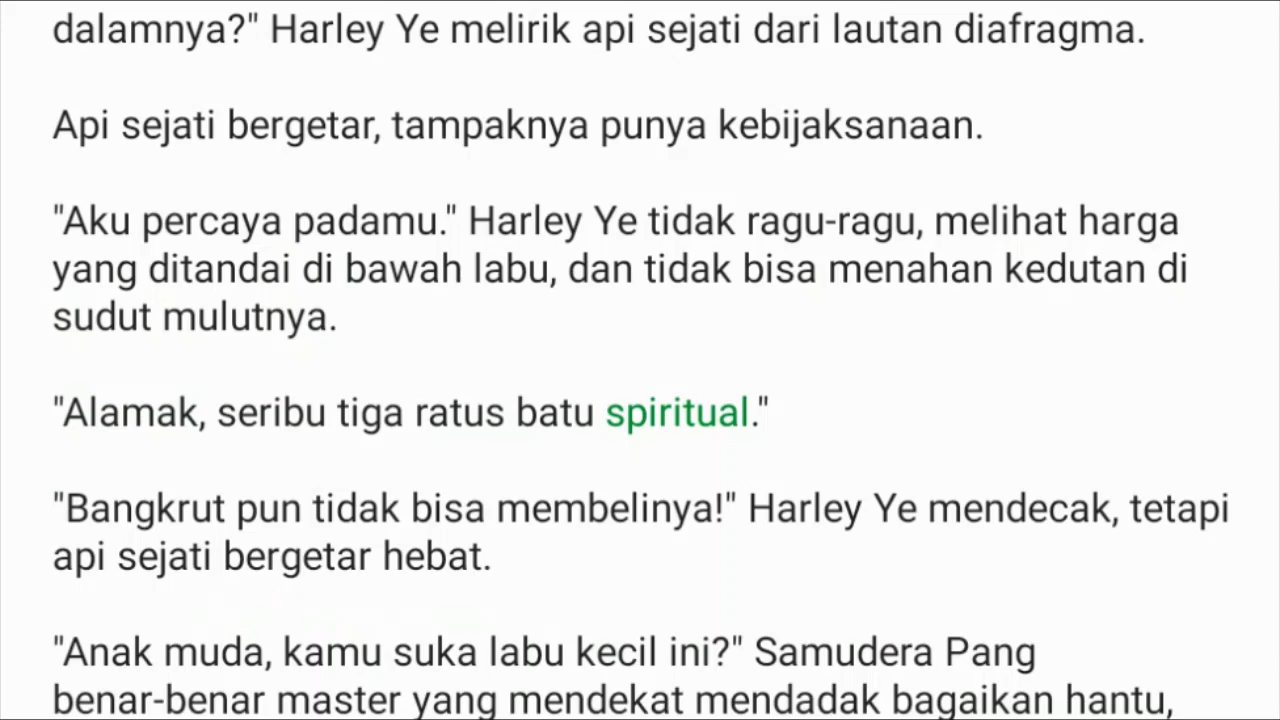 dalamnya?" Harley Ye melirik api sejati dari lautan diafragma.
Api sejati bergetar, tampaknya punya kebijaksanaan.
"Aku percaya padamu." Harley Ye tidak ragu-ragu, melihat harga
yang ditandai di bawah labu, dan tidak bisa menahan kedutan di
sudut mulutnya.
"Alamak, seribu tiga ratus batu spiritual."
"Bangkrut pun tidak bisa membelinya!" Harley Ye mendecak, tetapi
api sejati bergetar hebat.
"Anak muda, kamu suka labu kecil ini?" Samudera Pang
benar-benar master yang mendekat mendadak bagaikan hantu,